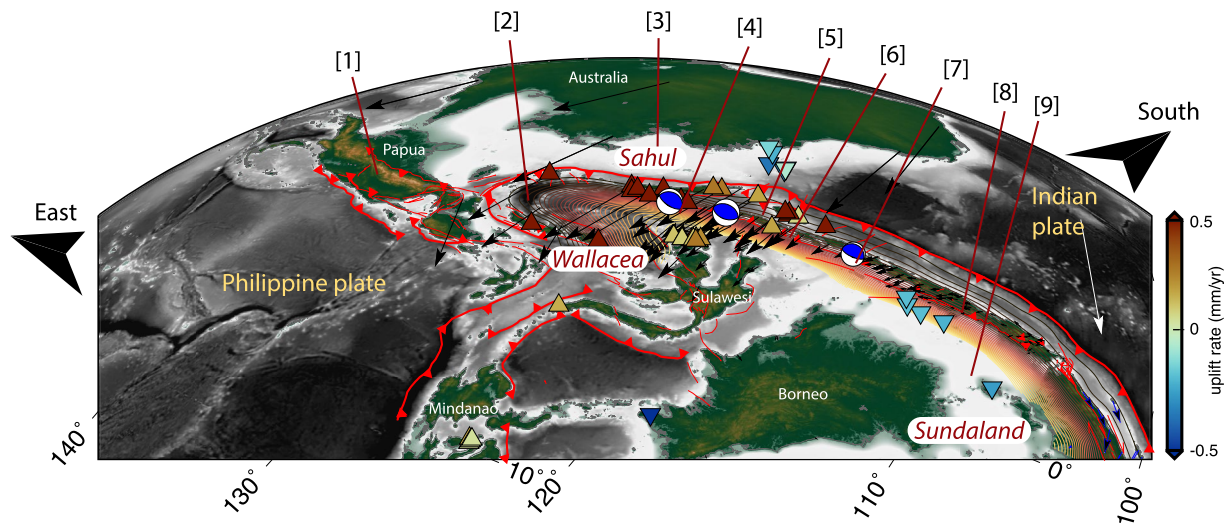 [1]
[2]
[3]
[4]
[5]
[6]
[7]
[8]
[9]
South
East
Australia
Papua
Sahul
Indian
plate
Wallacea
Philippine plate
Sulawesi
Borneo
Mindanao
Sundaland
0.5
0
-0.5
uplift rate (mm/yr)
140°
130°
10°
120°
110°
0°
100°